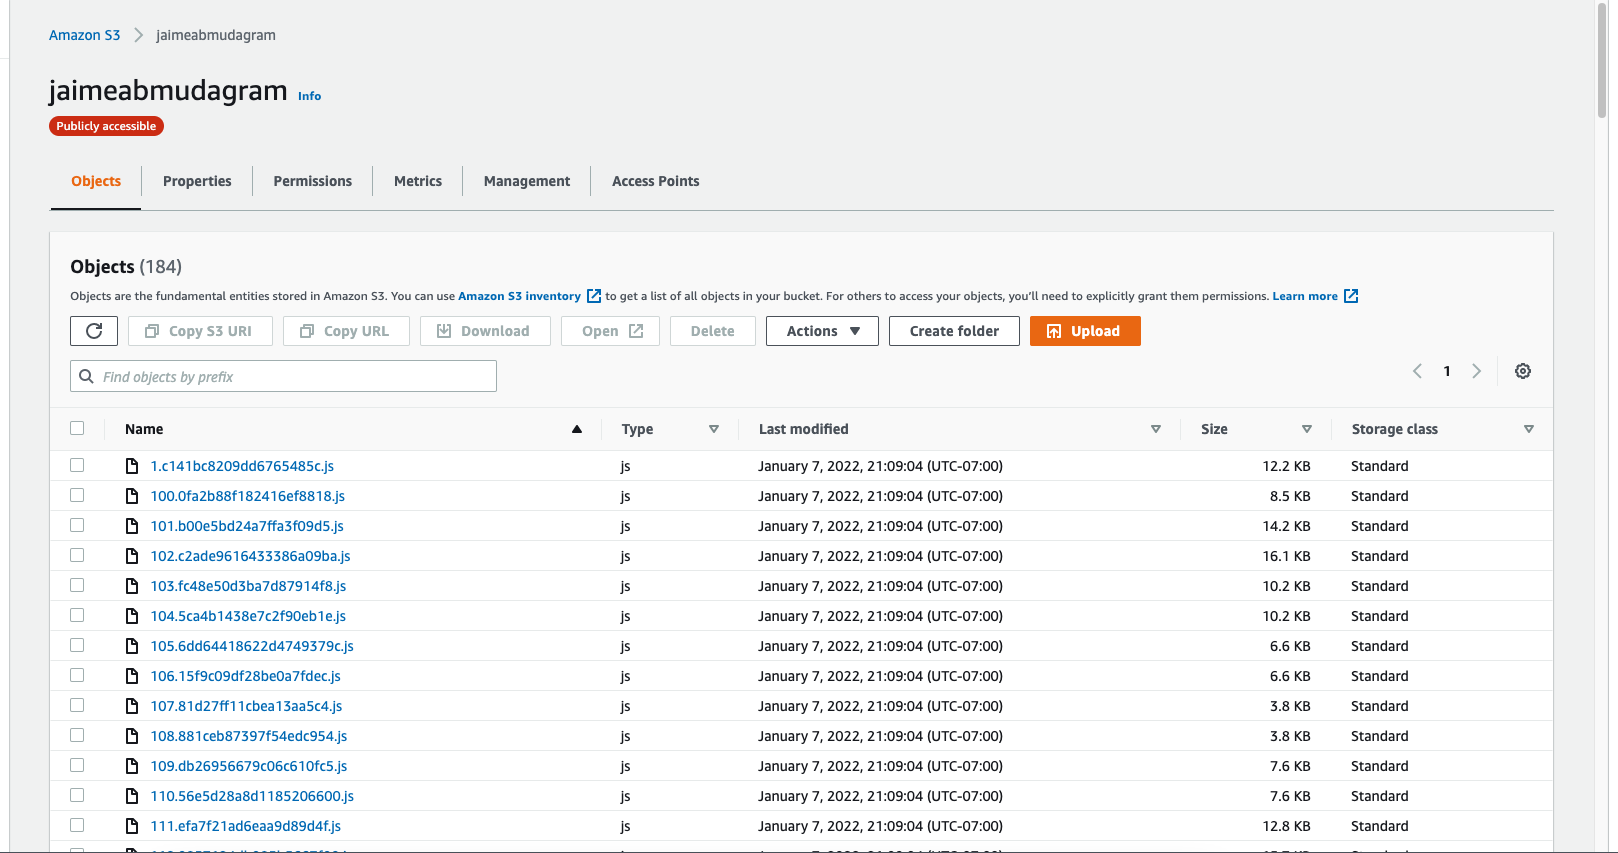 Amazon S3 > jaimeabmudagram
jaimeabmudagram Info
Publicly accessible
Objects Properties Permissions Metrics Management Access Points
Objects (184)
Objects are the fundamental entities stored in Amazon S3. You can use Amazon S3 inventory to get a list of all objects in your bucket. For others to access your objects, you'll need to explicitly grant them permissions. Learn more
Copy S3 URI Copy URL Download Open Delete Actions Create folder Upload
Find objects by prefix 1
Name Type Last modified Size Storage class
1.c141bc8209dd6765485c.js js January 7, 2022, 21:09:04 (UTC-07:00) 12.2 KB Standard
100.0fa2b88f182416ef8818.js js January 7, 2022, 21:09:04 (UTC-07:00) 8.5 KB Standard
101.b00e5bd24a7ffa3f09d5.js js January 7, 2022, 21:09:04 (UTC-07:00) 14.2 KB Standard
102.c2ade9616433386a09ba.js js January 7, 2022, 21:09:04 (UTC-07:00) 16.1 KB Standard
103.fc48e50d3ba7d87914f8.js js January 7, 2022, 21:09:04 (UTC-07:00) 10.2 KB Standard
104.5ca4b1438e7c2f90eb1e.js js January 7, 2022, 21:09:04 (UTC-07:00) 10.2 KB Standard
105.6dd64418622d4749379c.js js January 7, 2022, 21:09:04 (UTC-07:00) 6.6 KB Standard
106.15f9c09df28be0a7fdec.js js January 7, 2022, 21:09:04 (UTC-07:00) 6.6 KB Standard
107.81d27ff11cbea13aa5c4.js js January 7, 2022, 21:09:04 (UTC-07:00) 3.8 KB Standard
108.881ceb87397f54edc954.js js January 7, 2022, 21:09:04 (UTC-07:00) 3.8 KB Standard
109.db26956679c06c610fc5.js js January 7, 2022, 21:09:04 (UTC-07:00) 7.6 KB Standard
110.56e5d28a8d1185206600.js js January 7, 2022, 21:09:04 (UTC-07:00) 7.6 KB Standard
111.efa7f21ad6eaa9d89d4f.js js January 7, 2022, 21:09:04 (UTC-07:00) 12.8 KB Standard